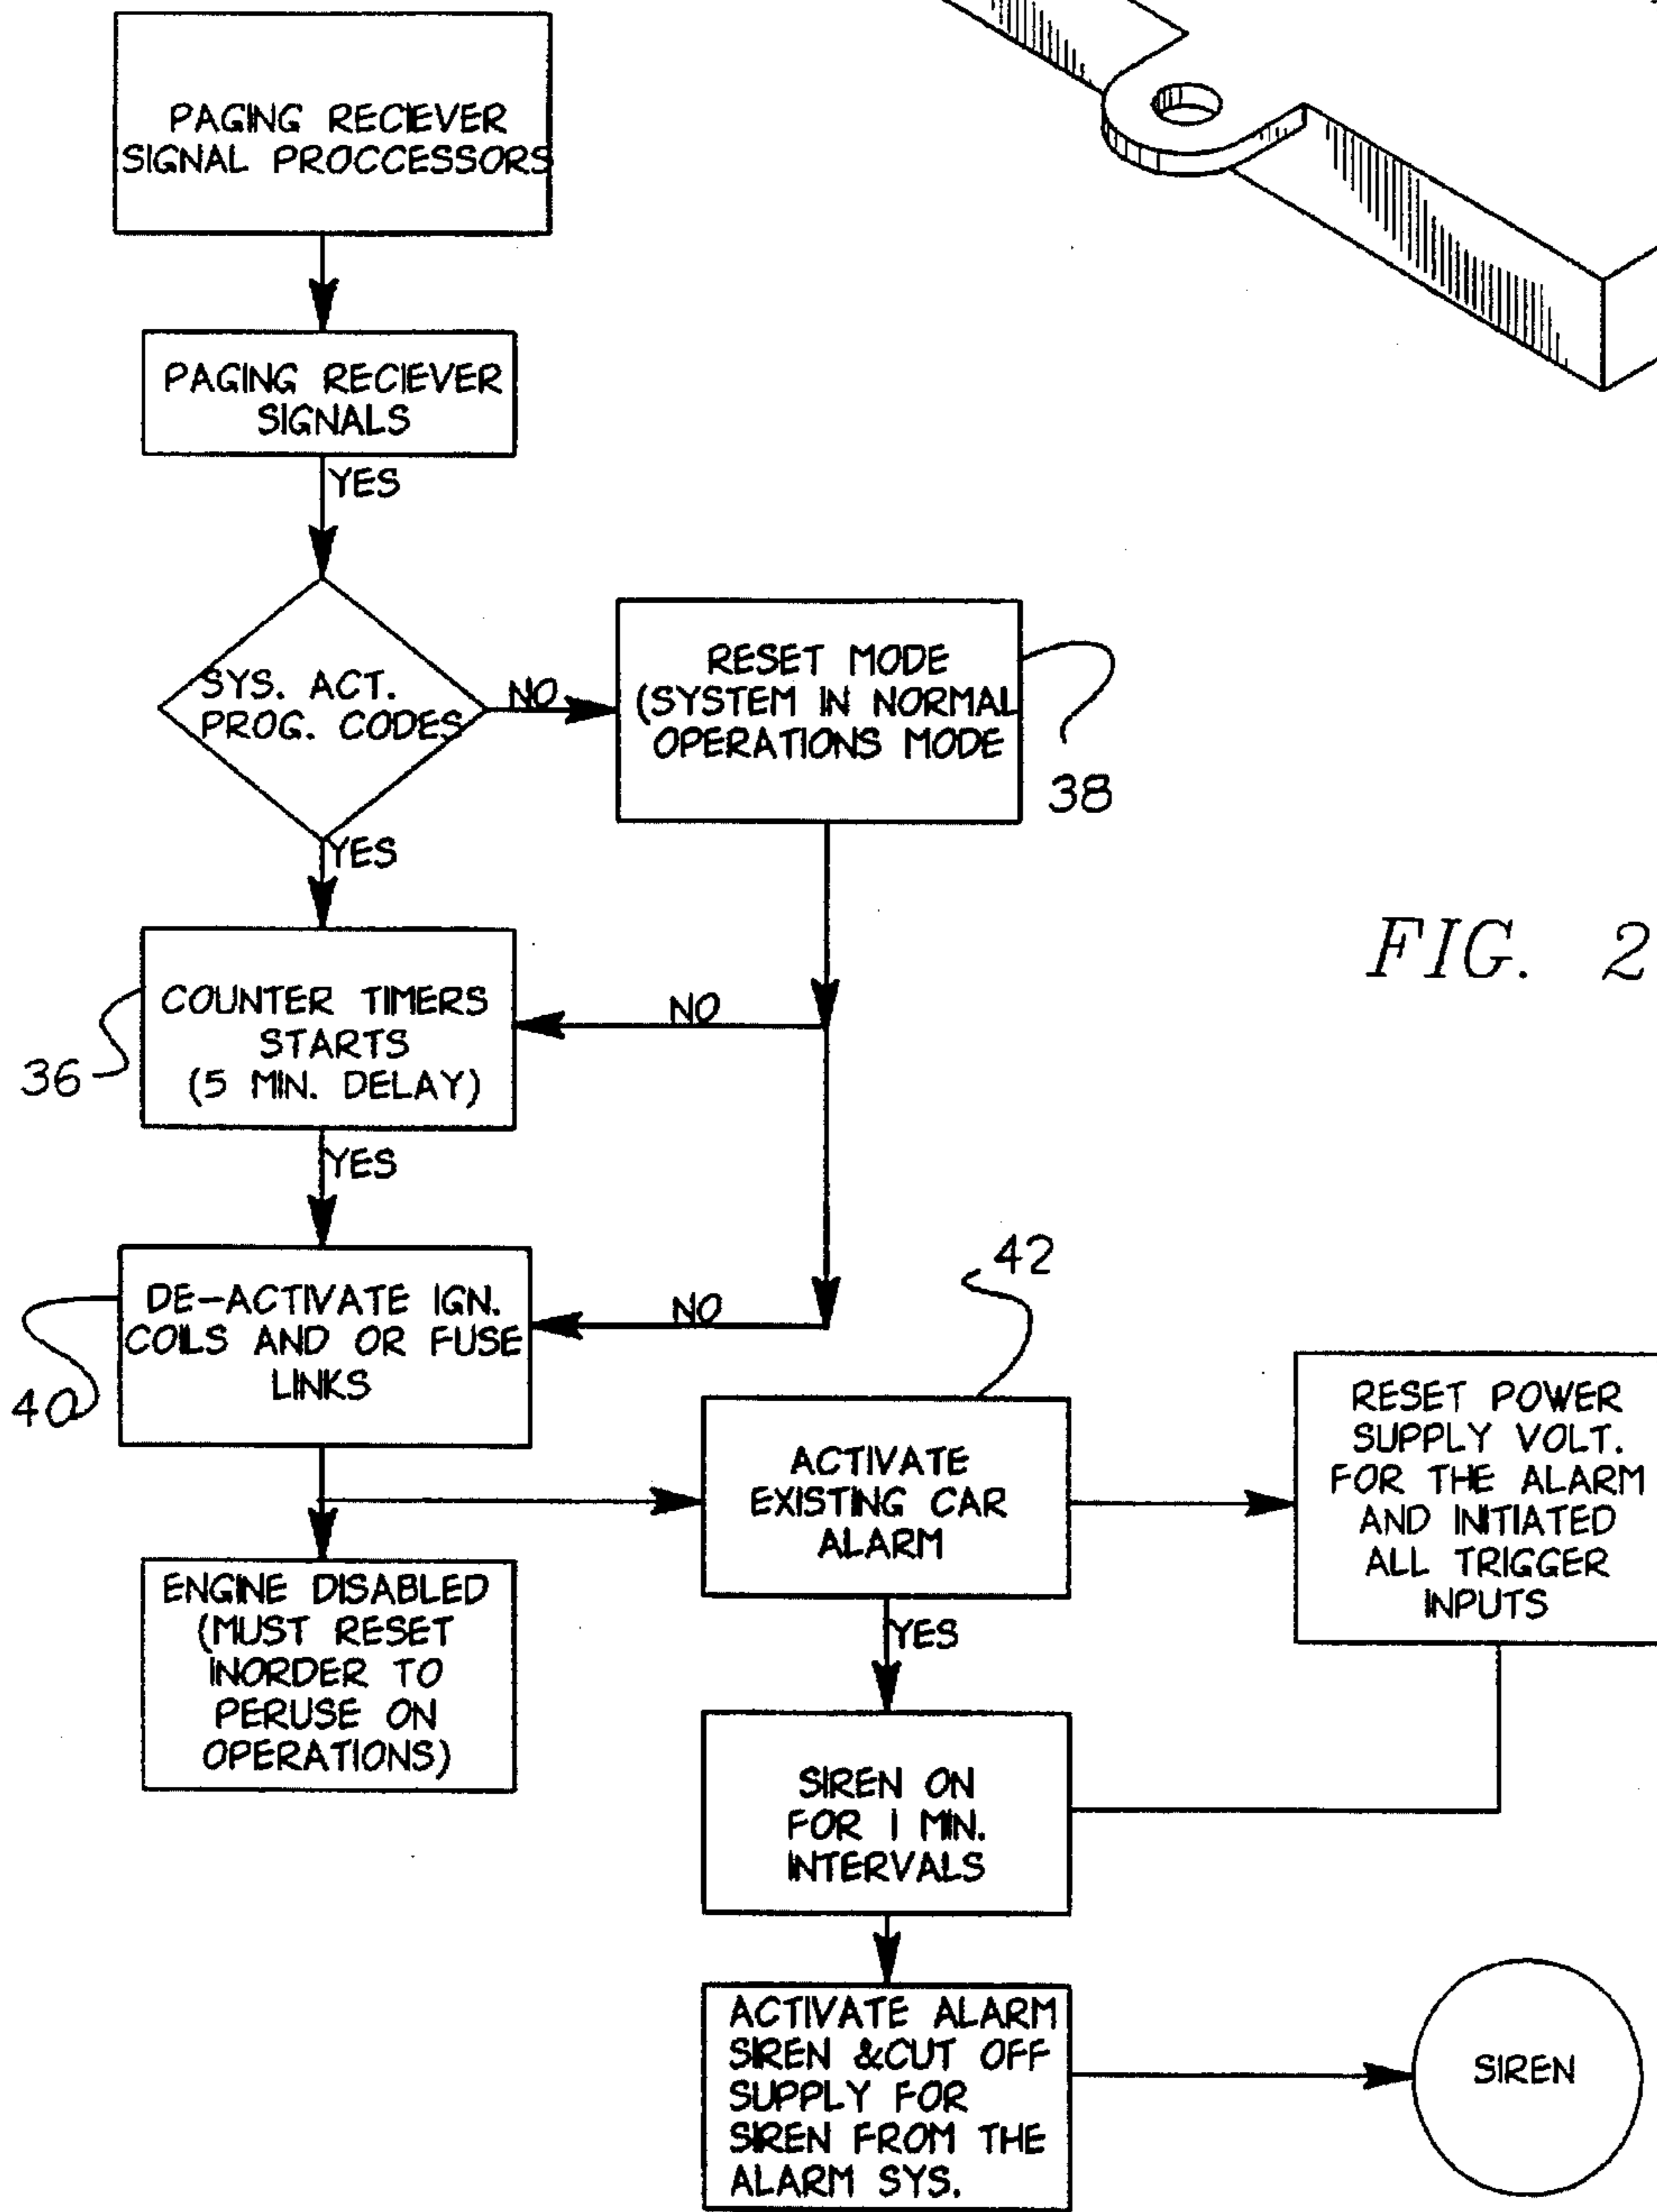 PAGING RECIEVER
SIGNAL PROCCESSORS
PAGING RECIEVER
SIGNALS
YES
SYS. ACT.
PROG. CODES
NO
RESET MODE
(SYSTEM IN NORMAL
OPERATIONS MODE
38
YES
COUNTER TIMERS
STARTS
(5 MIN. DELAY)
36
NO
FIG. 2
YES
DE-ACTIVATE IGN.
COILS AND OR FUSE
LINKS
40
NO
42
ENGINE DISABLED
(MUST RESET
INORDER TO
PERUSE ON
OPERATIONS)
ACTIVATE
EXISTING CAR
ALARM
RESET POWER
SUPPLY VOLT.
FOR THE ALARM
AND INITIATED
ALL TRIGGER
INPUTS
YES
SIREN ON
FOR 1 MIN.
INTERVALS
ACTIVATE ALARM
SIREN &CUT OFF
SUPPLY FOR
SIREN FROM THE
ALARM SYS.
SIREN